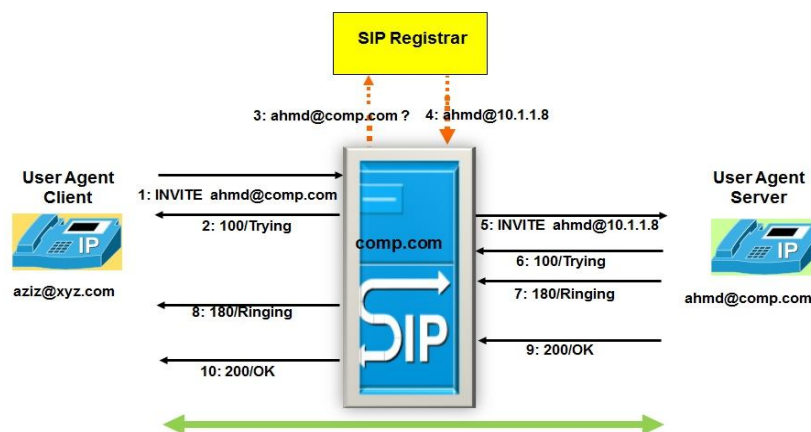 SIP Registrar
3: ahmd@comp.com ?
4: ahmd@10.1.1.8
User Agent
Client
1: INVITE ahmd@comp.com
2: 100/Trying
IP
aziz@xyz.com
8: 180/Ringing
10: 200/OK
comp.com
SIP
User Agent
Server
5: INVITE ahmd@10.1.1.8
6: 100/Trying
7: 180/Ringing
IP
ahmd@comp.com
9: 200/OK